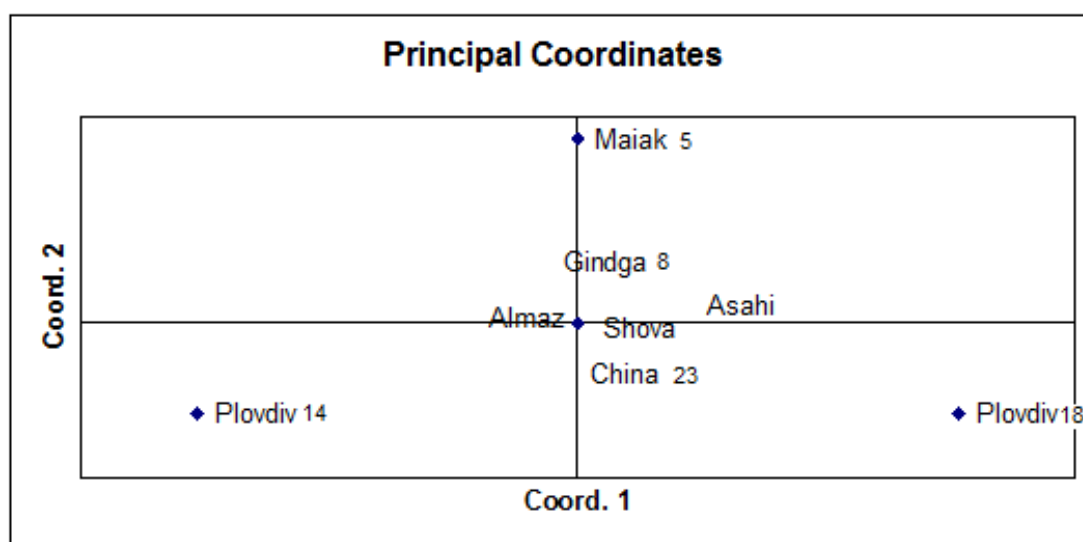 Principal Coordinates
Maiak 5
Gindga 8
Asahi
Almaz
Shova
China 23
Plovdiv 14
Plovdiv18
Coord. 2
Coord. 1